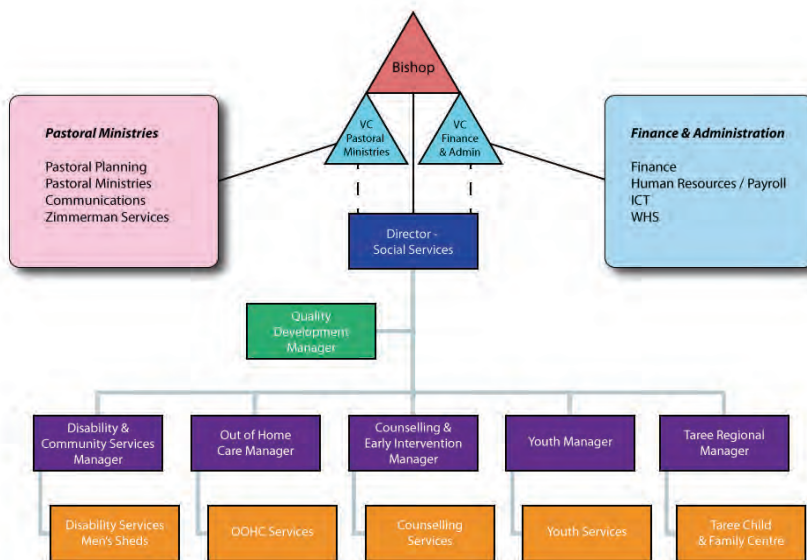 Bishop
VC
Pastoral
Ministries
VC
Finance
& Admin
Pastoral Ministries
Pastoral Planning
Pastoral Ministries
Communications
Zimmerman Services
Finance & Administration
Finance
Human Resources / Payroll
ICT
WHS
Director -
Social Services
Quality
Development
Manager
Disability &
Community Services
Manager
Out of Home
Care Manager
Counselling &
Early Intervention
Manager
Youth Manager
Taree Regional
Manager
Disability Services
Men's Sheds
OOHC Services
Counselling
Services
Youth Services
Taree Child
& Family Centre